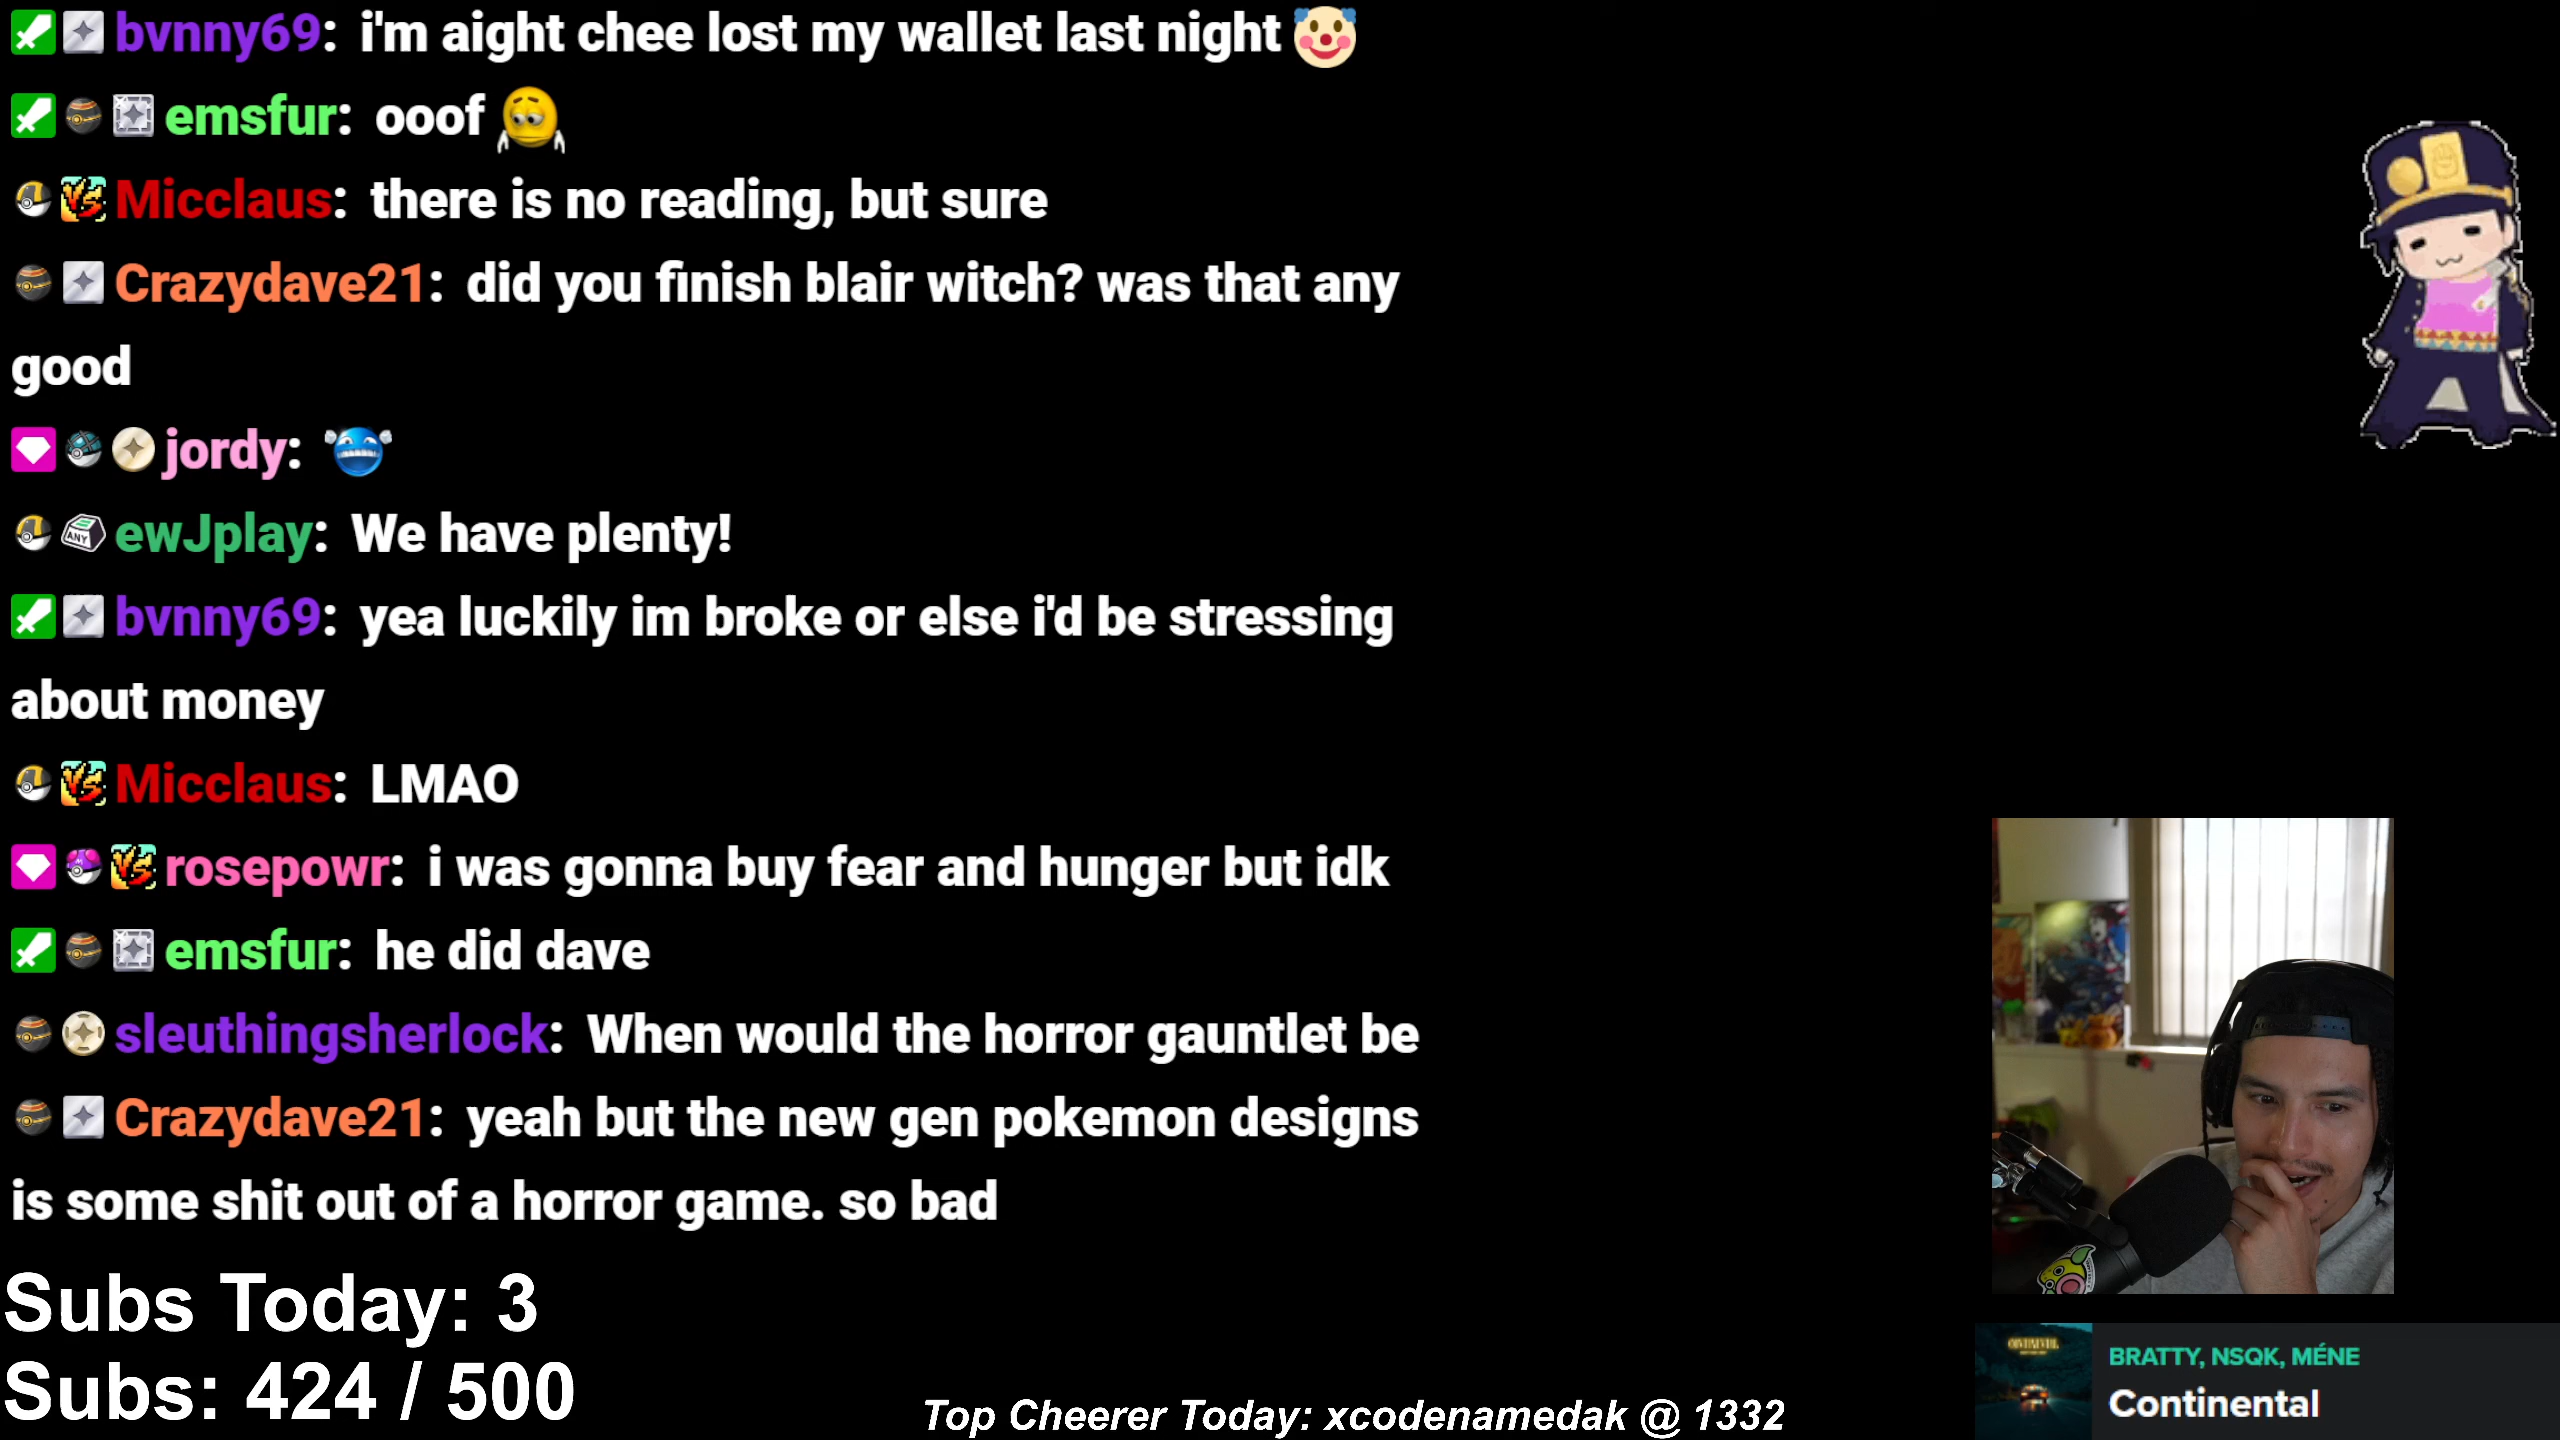 bvnny69: i'm aight chee lost my wallet last night
emsfur: ooof
Micclaus: there is no reading, but sure
Crazydave21: did you finish blair witch? was that any
good
jordy:
ewJplay: We have plenty!
bvnny69: yea luckily im broke or else i'd be stressing
about money
Micclaus: LMAO
rosepowr: i was gonna buy fear and hunger but idk
emsfur: he did dave
sleuthingsherlock: When would the horror gauntlet be
Crazydave21: yeah but the new gen pokemon designs
is some shit out of a horror game. so bad
Subs Today: 3
Subs: 424 / 500
Top Cheerer Today: xcodenamedak @ 1332
BRATTY, NSQK, MÉNE
Continental